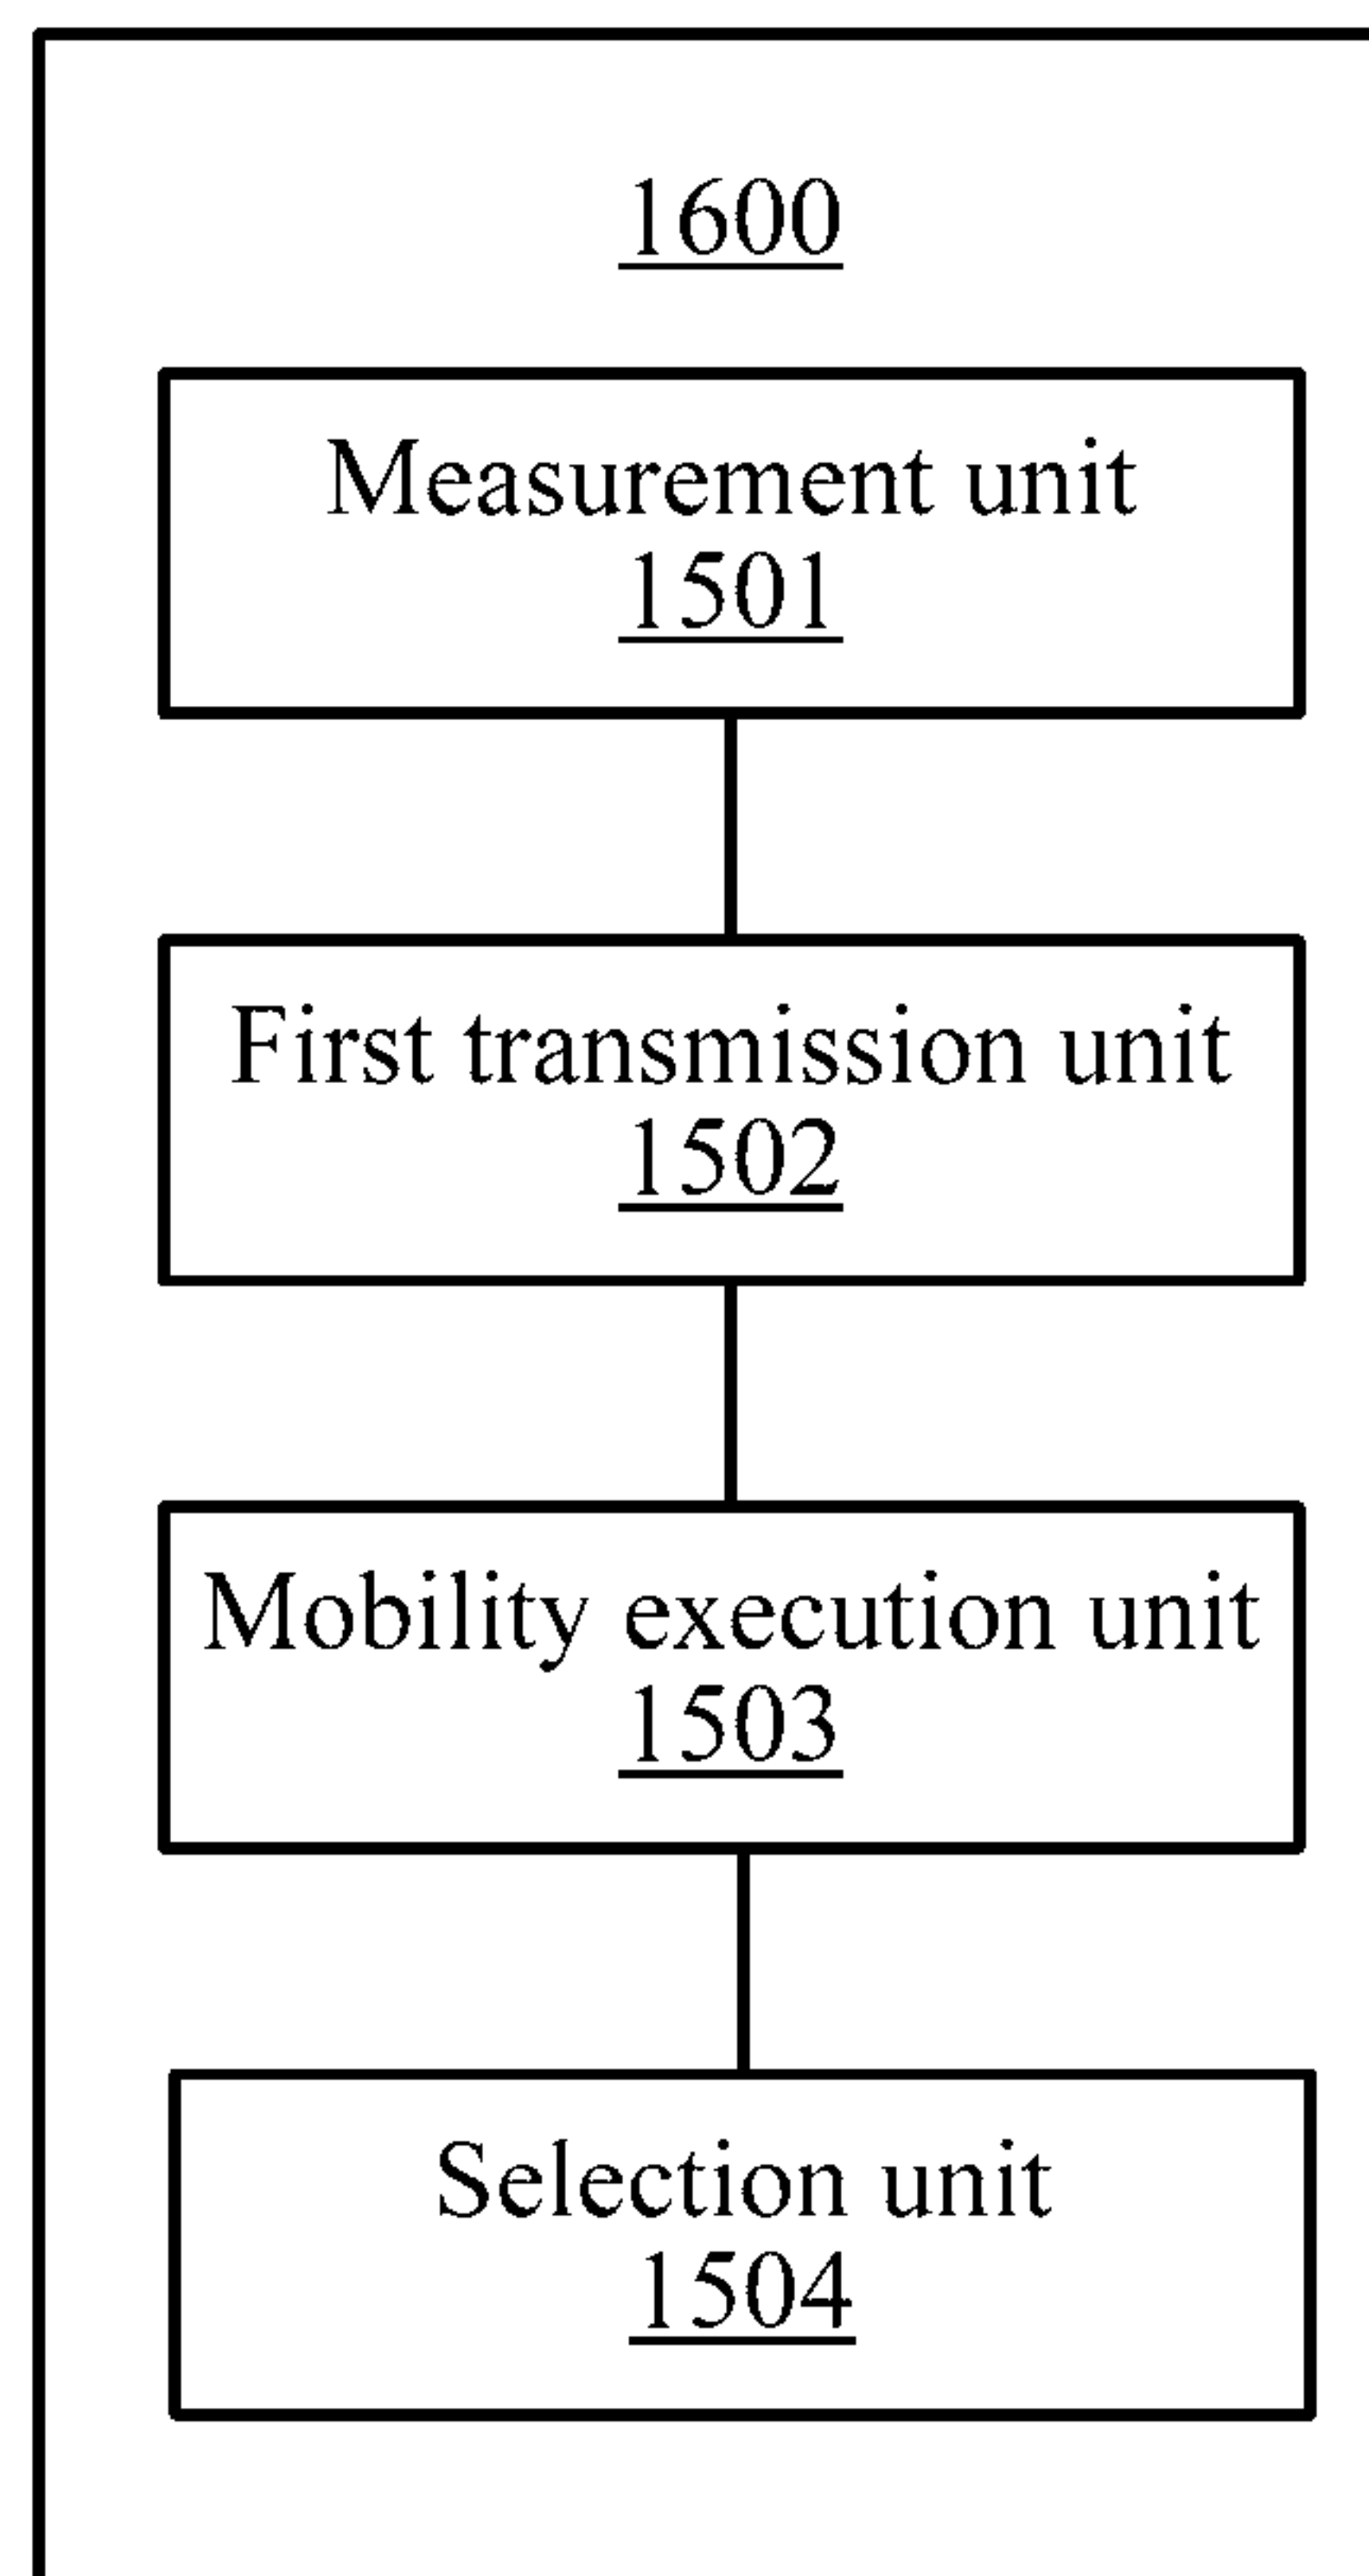 1600
Measurement unit
1501
First transmission unit
1502
Mobility execution unit
1503
Selection unit
1504